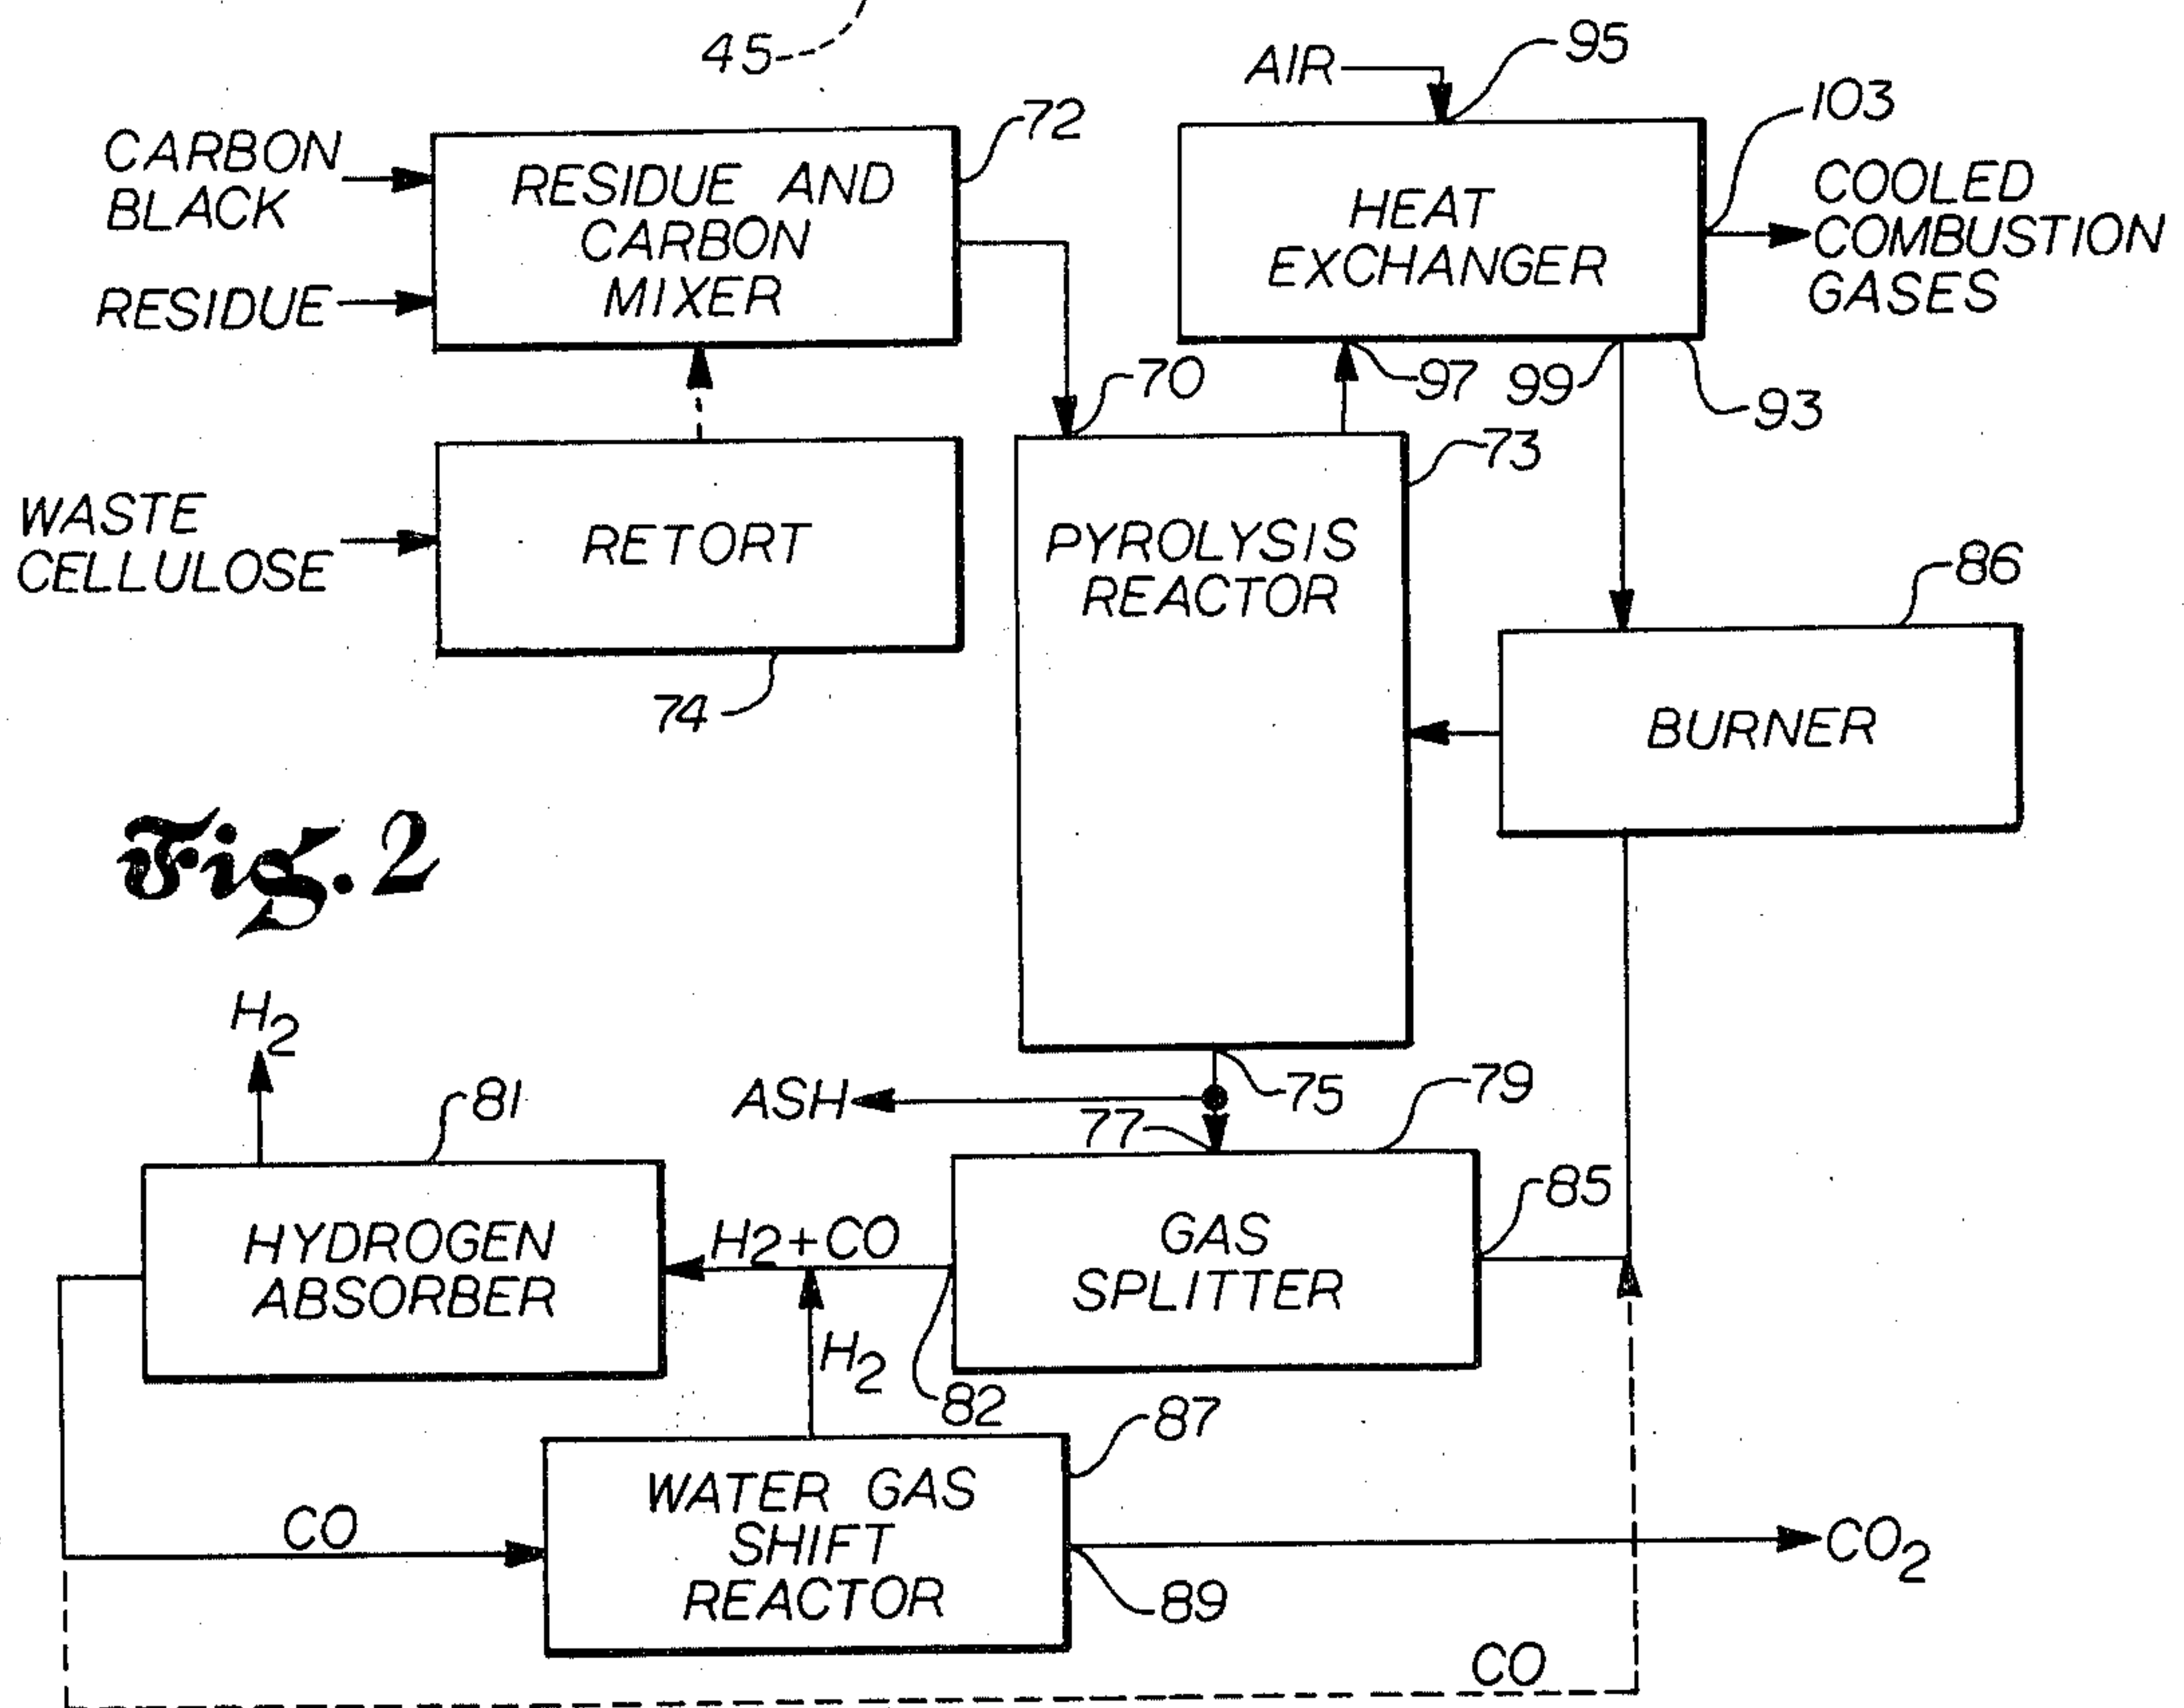 45
AIR
95
103
CARBON
BLACK
72
RESIDUE AND
CARBON
MIXER
HEAT
EXCHANGER
COOLED
COMBUSTION
GASES
RESIDUE
70
97
99
93
73
WASTE
CELLULOSE
RETORT
PYROLYSIS
REACTOR
86
74
BURNER
Fig. 2
H2
81
ASH
75
79
77
85
HYDROGEN
ABSORBER
H2+CO
GAS
SPLITTER
H2
82
87
WATER GAS
SHIFT
REACTOR
CO
CO2
89
CO